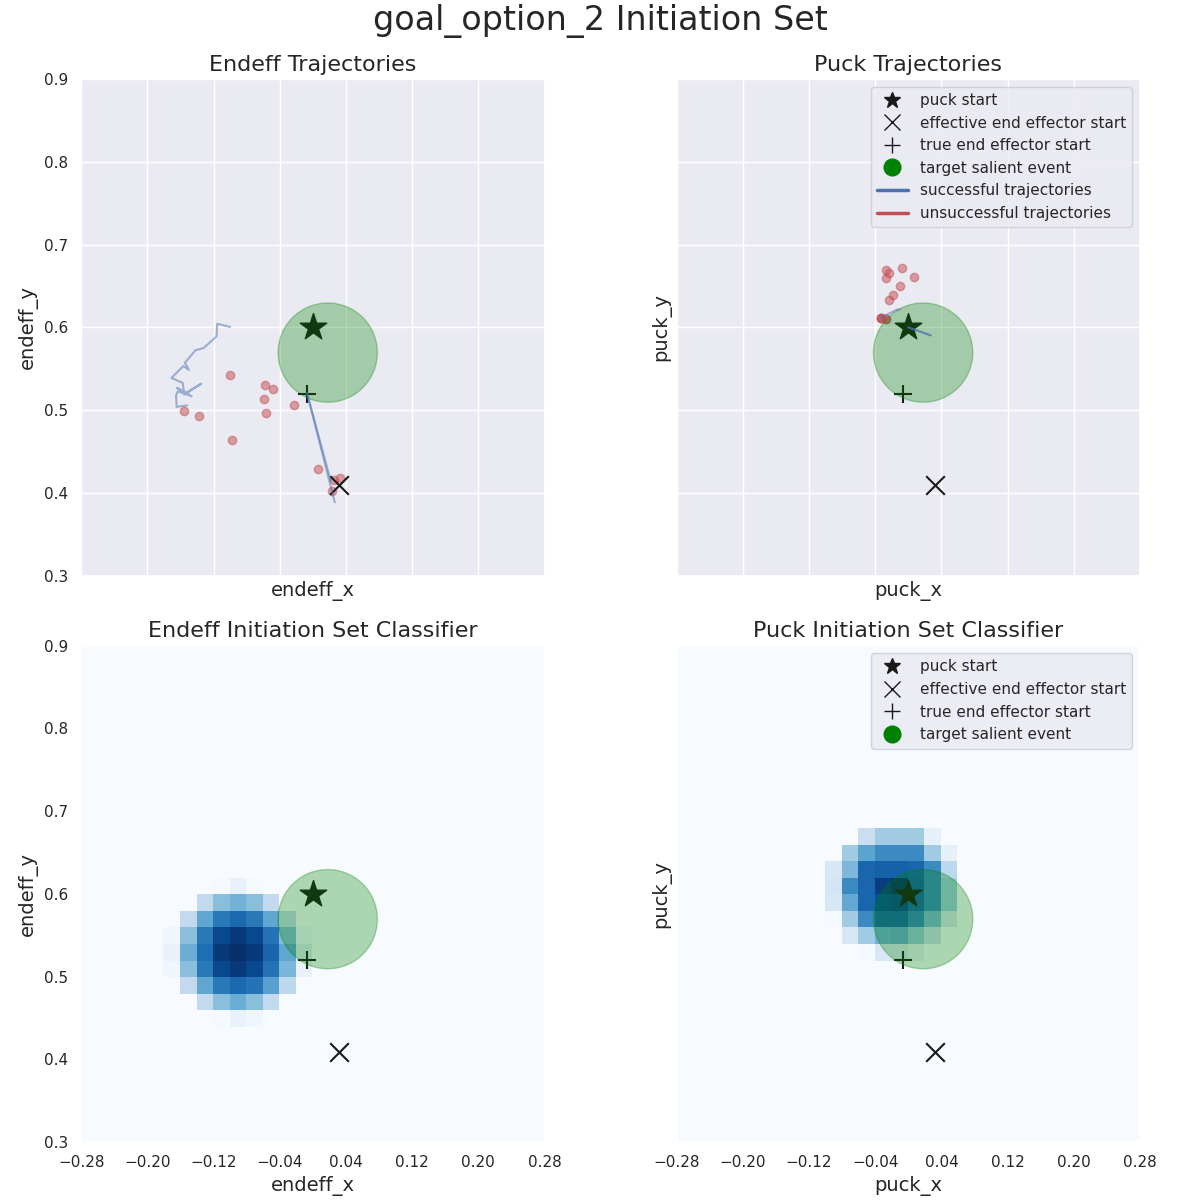 goal_option_2 Initiation Set
Endeff Trajectories
0.9
0.8
0.7
0.6
0.5
0.4
0.3
endeff_y
endeff_x
Puck Trajectories
puck start
effective end effector start
true end effector start
target salient event
successful trajectories
unsuccessful trajectories
puck_y
puck_x
Endeff Initiation Set Classifier
0.9
0.8
0.7
0.6
0.5
0.4
0.3
endeff_y
−0.28 −0.20 −0.12 −0.04 0.04 0.12 0.20 0.28
endeff_x
Puck Initiation Set Classifier
puck start
effective end effector start
true end effector start
target salient event
puck_y
−0.28 −0.20 −0.12 −0.04 0.04 0.12 0.20 0.28
puck_x